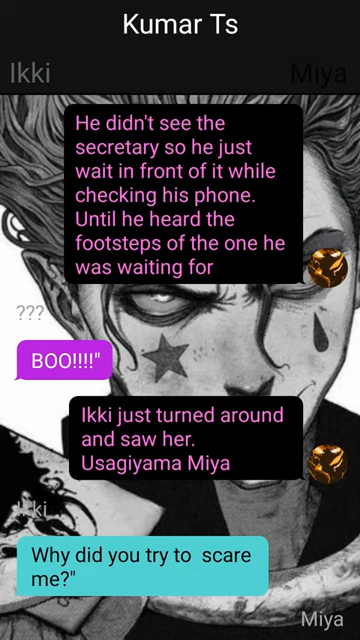 Kumar Ts
Ikki
Miya
He didn't see the
secretary so he just
wait in front of it while
checking his phone.
Until he heard the
footsteps of the one he
was waiting for
???
BOO!!!!"
Ikki just turned around
and saw her.
Usagiyama Miya
Ikki
Why did you try to scare
me?"
Miya